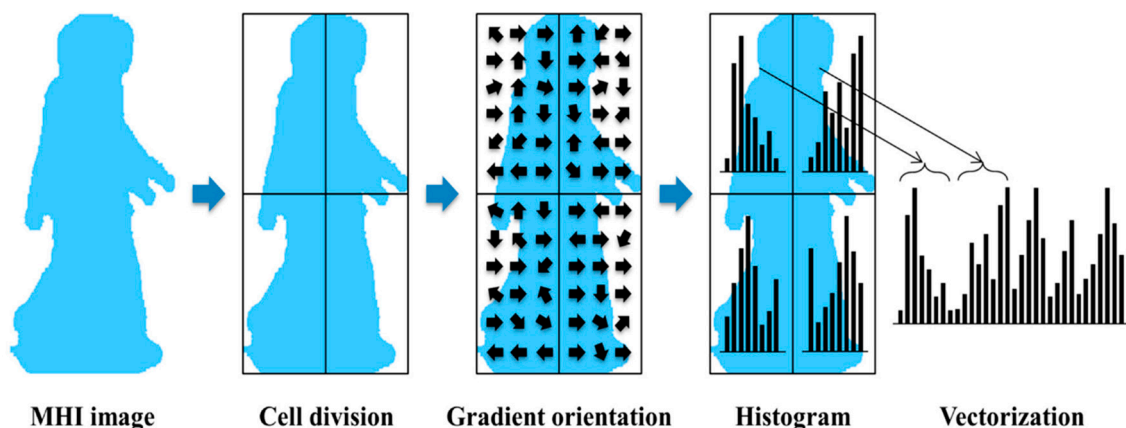 MHI image
Cell division
Gradient orientation
Histogram
Vectorization